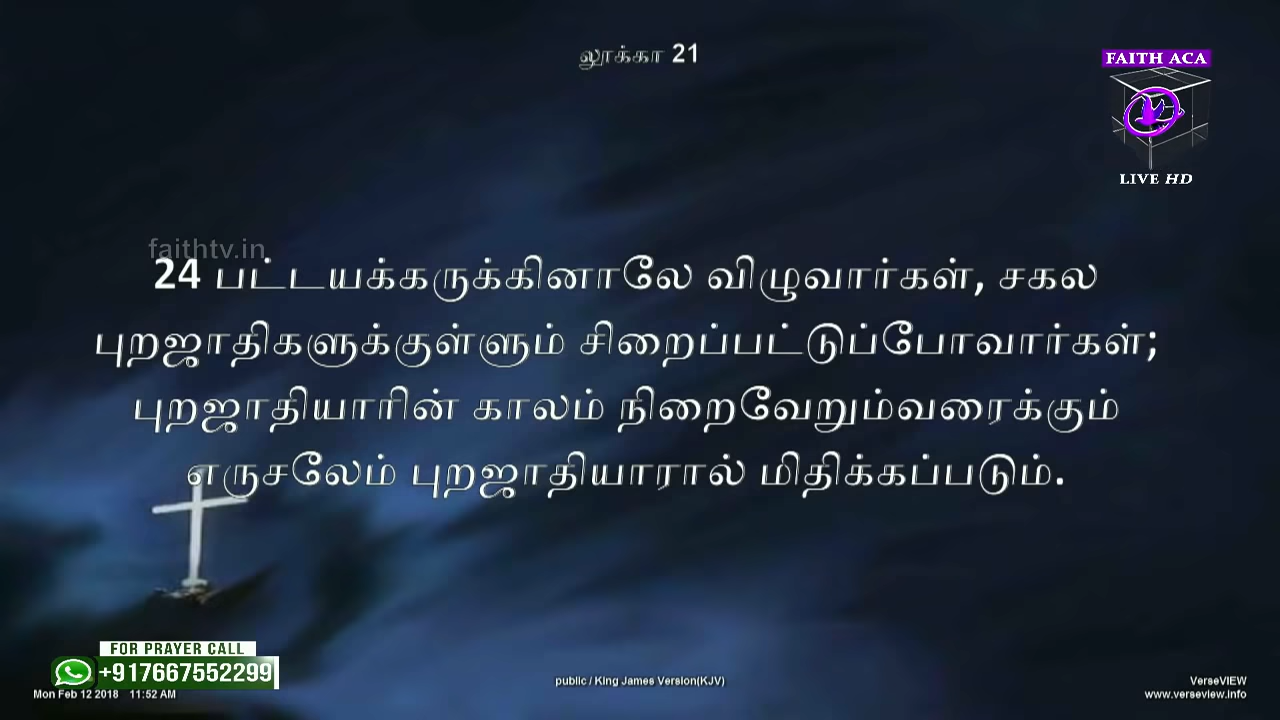 லூக்கா 21
FAITH ACA
LIVE HD
faithtv.in
24 பட்டயக்கருக்கினாலே விழுவார்கள், சகல
புறஜாதிகளுக்குள்ளும் சிறைப்பட்டுப்போவார்கள்;
புறஜாதியாரின் காலம் நிறைவேறும்வரைக்கும்
எருசலேம் புறஜாதியாரால் மிதிக்கப்படும்.
FOR PRAYER CALL
+917667552299
Mon Feb 12 2018 11:52 AM
public / King James Version(KJV)
VerseVIEW
www.verseview.info